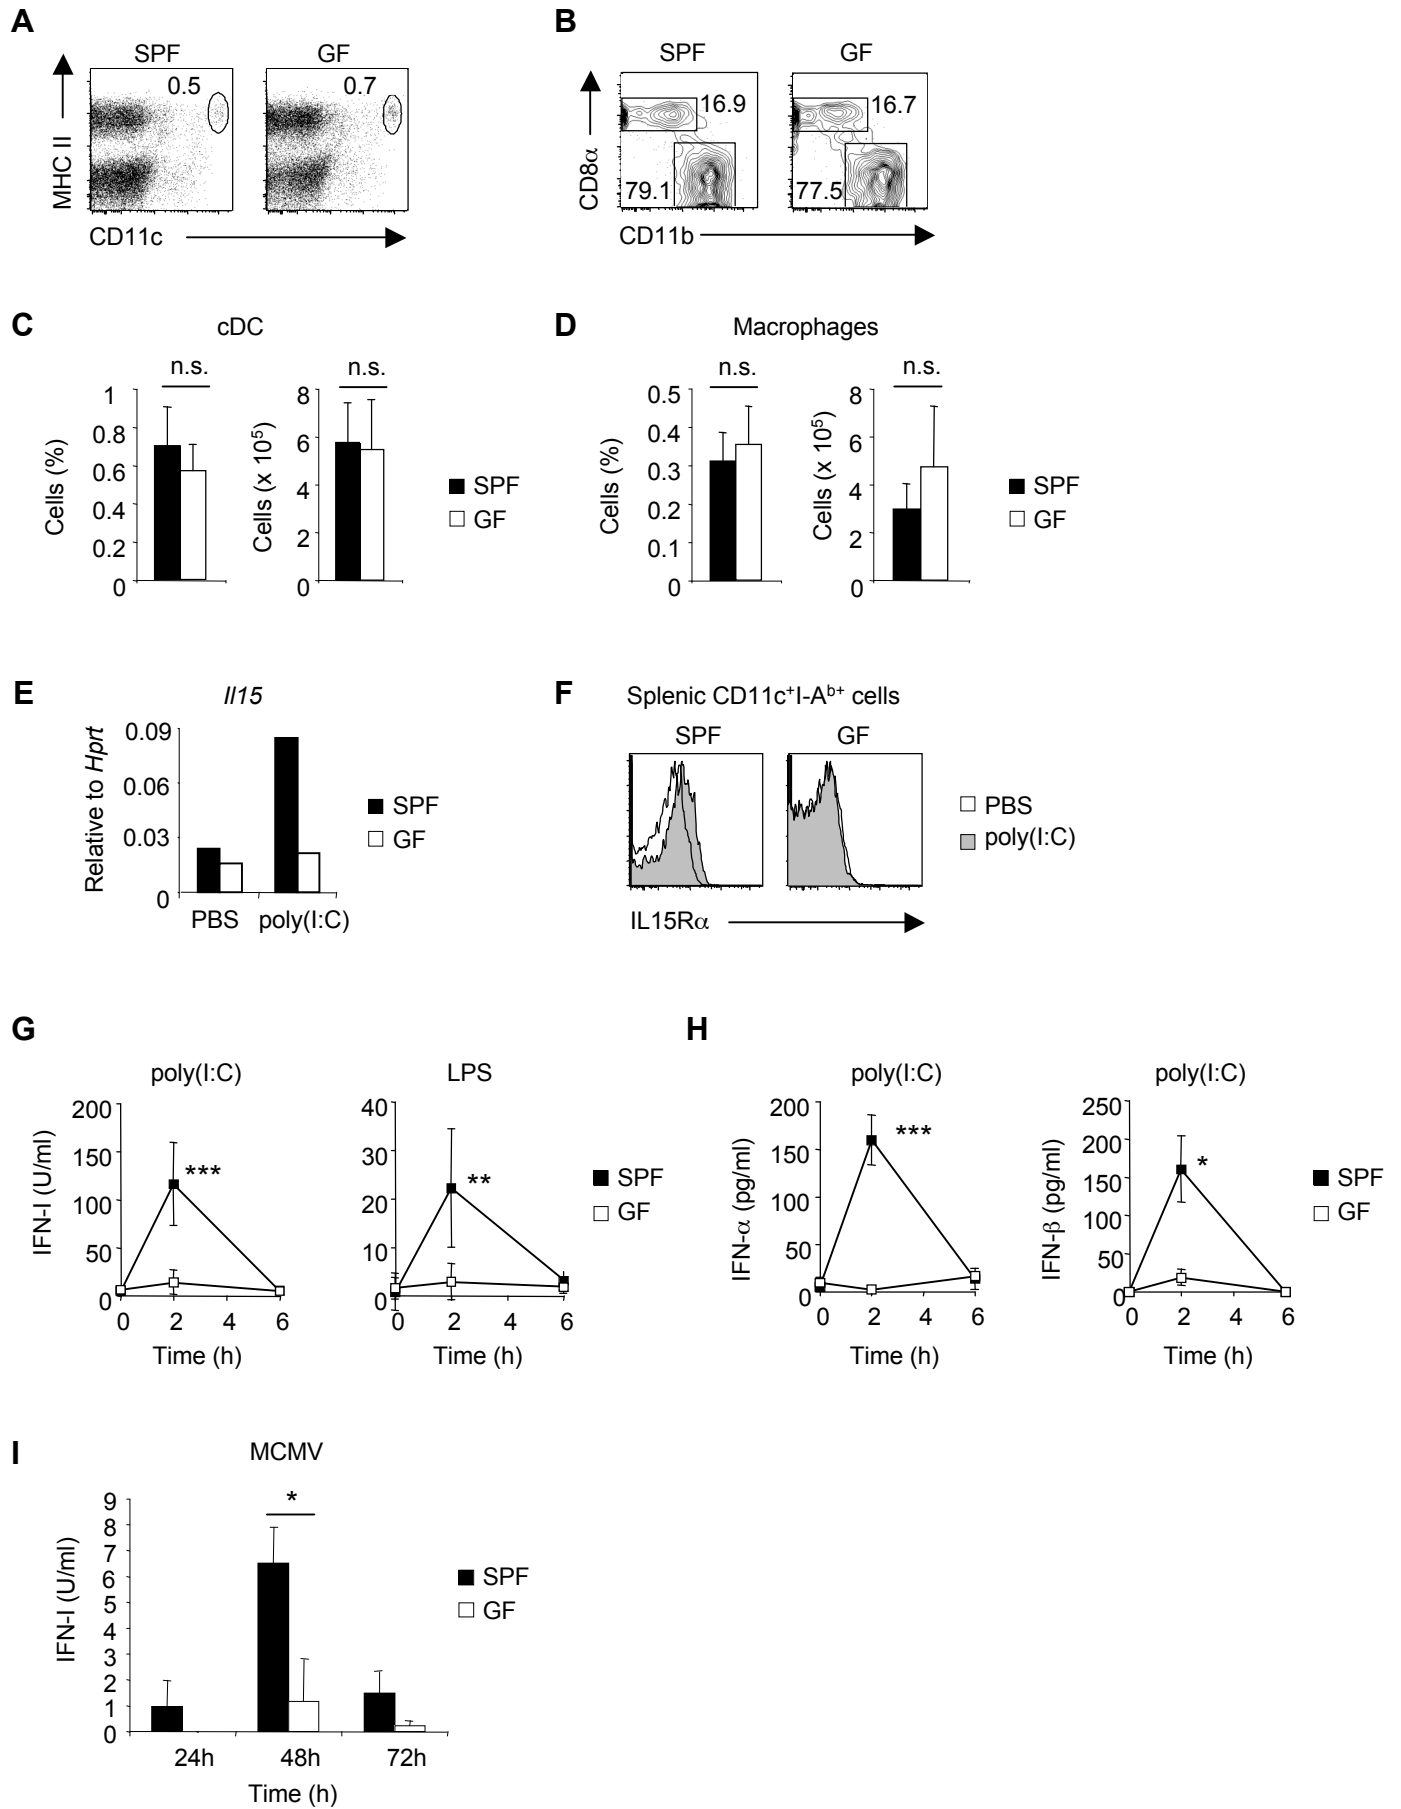 A
B
SPF
GF
SPF
GF
0.5
0.7
16.9
16.7
79.1
77.5
MHC II
CD11c
CD8α
CD11b
C
cDC
D
Macrophages
n.s.
n.s.
n.s.
n.s.
1
0.8
0.6
0.4
0.2
0
Cells (%)
8
6
4
2
0
Cells (x 10⁵)
SPF
GF
0.5
0.4
0.3
0.2
0.1
0
Cells (%)
8
6
4
2
0
Cells (x 10⁵)
SPF
GF
E
Il15
0.09
0.06
0.03
0
Relative to Hprt
PBS
poly(I:C)
SPF
GF
F
Splenic CD11c⁺I-Aᵇ⁺ cells
SPF
GF
PBS
poly(I:C)
IL15Rα
G
poly(I:C)
200
150
100
50
0
IFN-I (U/ml)
***
0 2 4 6
Time (h)
LPS
40
30
20
10
0
**
0 2 4 6
Time (h)
SPF
GF
H
poly(I:C)
200
150
100
50
0
IFN-α (pg/ml)
***
0 2 4 6
Time (h)
poly(I:C)
250
200
150
100
50
0
IFN-β (pg/ml)
*
0 2 4 6
Time (h)
SPF
GF
I
MCMV
*
9
8
7
6
5
4
3
2
1
0
IFN-I (U/ml)
24h 48h 72h
Time (h)
SPF
GF